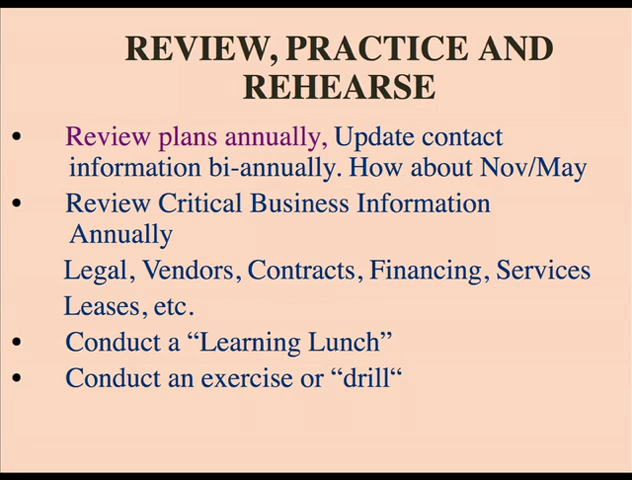 REVIEW, PRACTICE AND
REHEARSE
• Review plans annually, Update contact
information bi-annually. How about Nov/May
• Review Critical Business Information
Annually
Legal, Vendors, Contracts, Financing, Services
Leases, etc.
• Conduct a “Learning Lunch”
• Conduct an exercise or “drill“